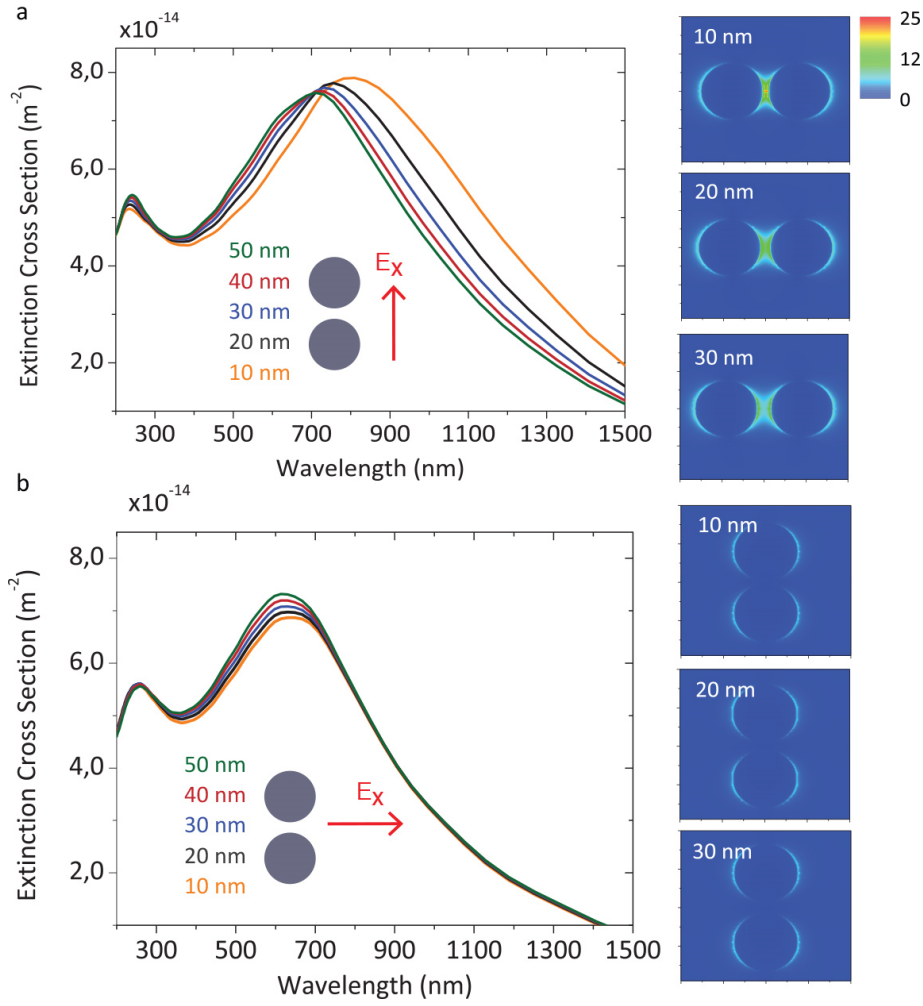 a
x10-14
8,0
6,0
4,0
2,0
Extinction Cross Section (m-2)
50 nm
40 nm
30 nm
20 nm
10 nm
Ex
300 500 700 900 1100 1300 1500
Wavelength (nm)
10 nm
25
12
0
20 nm
30 nm
b
x10-14
8,0
6,0
4,0
2,0
Extinction Cross Section (m-2)
50 nm
40 nm
30 nm
20 nm
10 nm
Ex
300 500 700 900 1100 1300 1500
Wavelength (nm)
10 nm
20 nm
30 nm